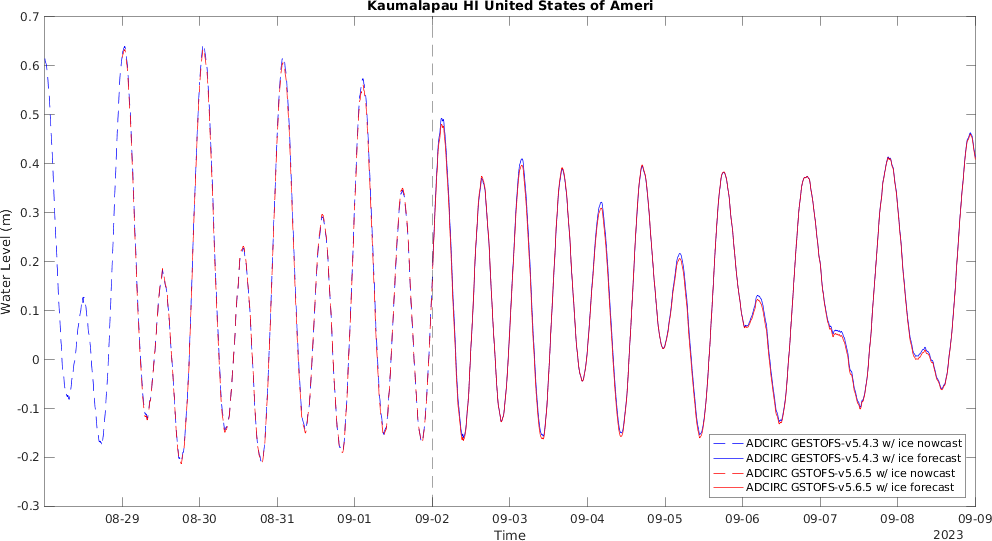 Kaumalapau HI United States of Ameri
0.7
0.6
0.5
0.4
0.3
0.2
0.1
0
-0.1
-0.2
-0.3
Water Level (m)
ADCIRC GESTOFS-v5.4.3 w/ ice nowcast
ADCIRC GESTOFS-v5.4.3 w/ ice forecast
ADCIRC GSTOFS-v5.6.5 w/ ice nowcast
ADCIRC GSTOFS-v5.6.5 w/ ice forecast
08-29 08-30 08-31 09-01 09-02 09-03 09-04 09-05 09-06 09-07 09-08 09-09
Time
2023